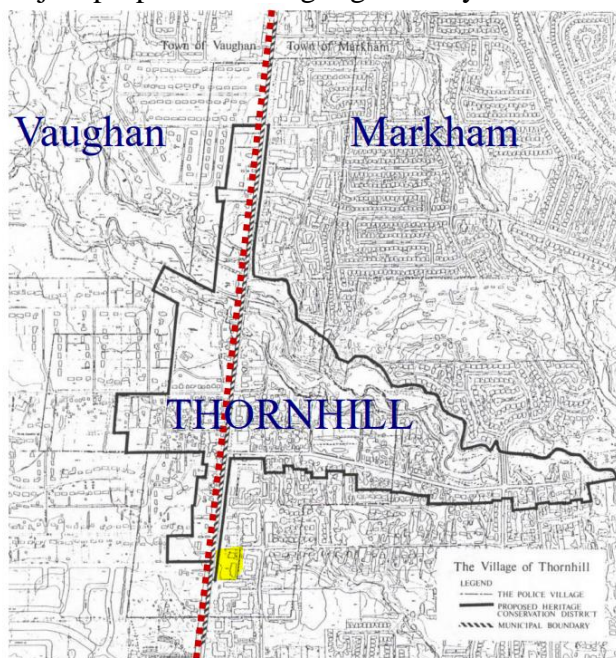 Town of Vaughan Town of Markham
Vaughan Markham
THORNHILL
The Village of Thornhill
LEGEND
THE POLICE VILLAGE
PROPOSED HERITAGE
CONSERVATION DISTRICT
MUNICIPAL BOUNDARY